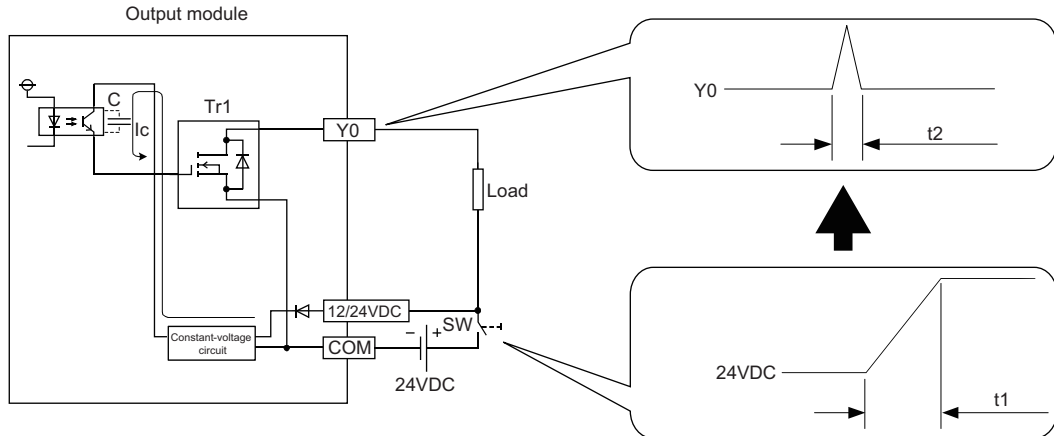 Output module
C
Ic
Tr1
Y0
Load
12/24VDC
SW
Constant-voltage
circuit
COM
− +
24VDC
Y0
t2
24VDC
t1